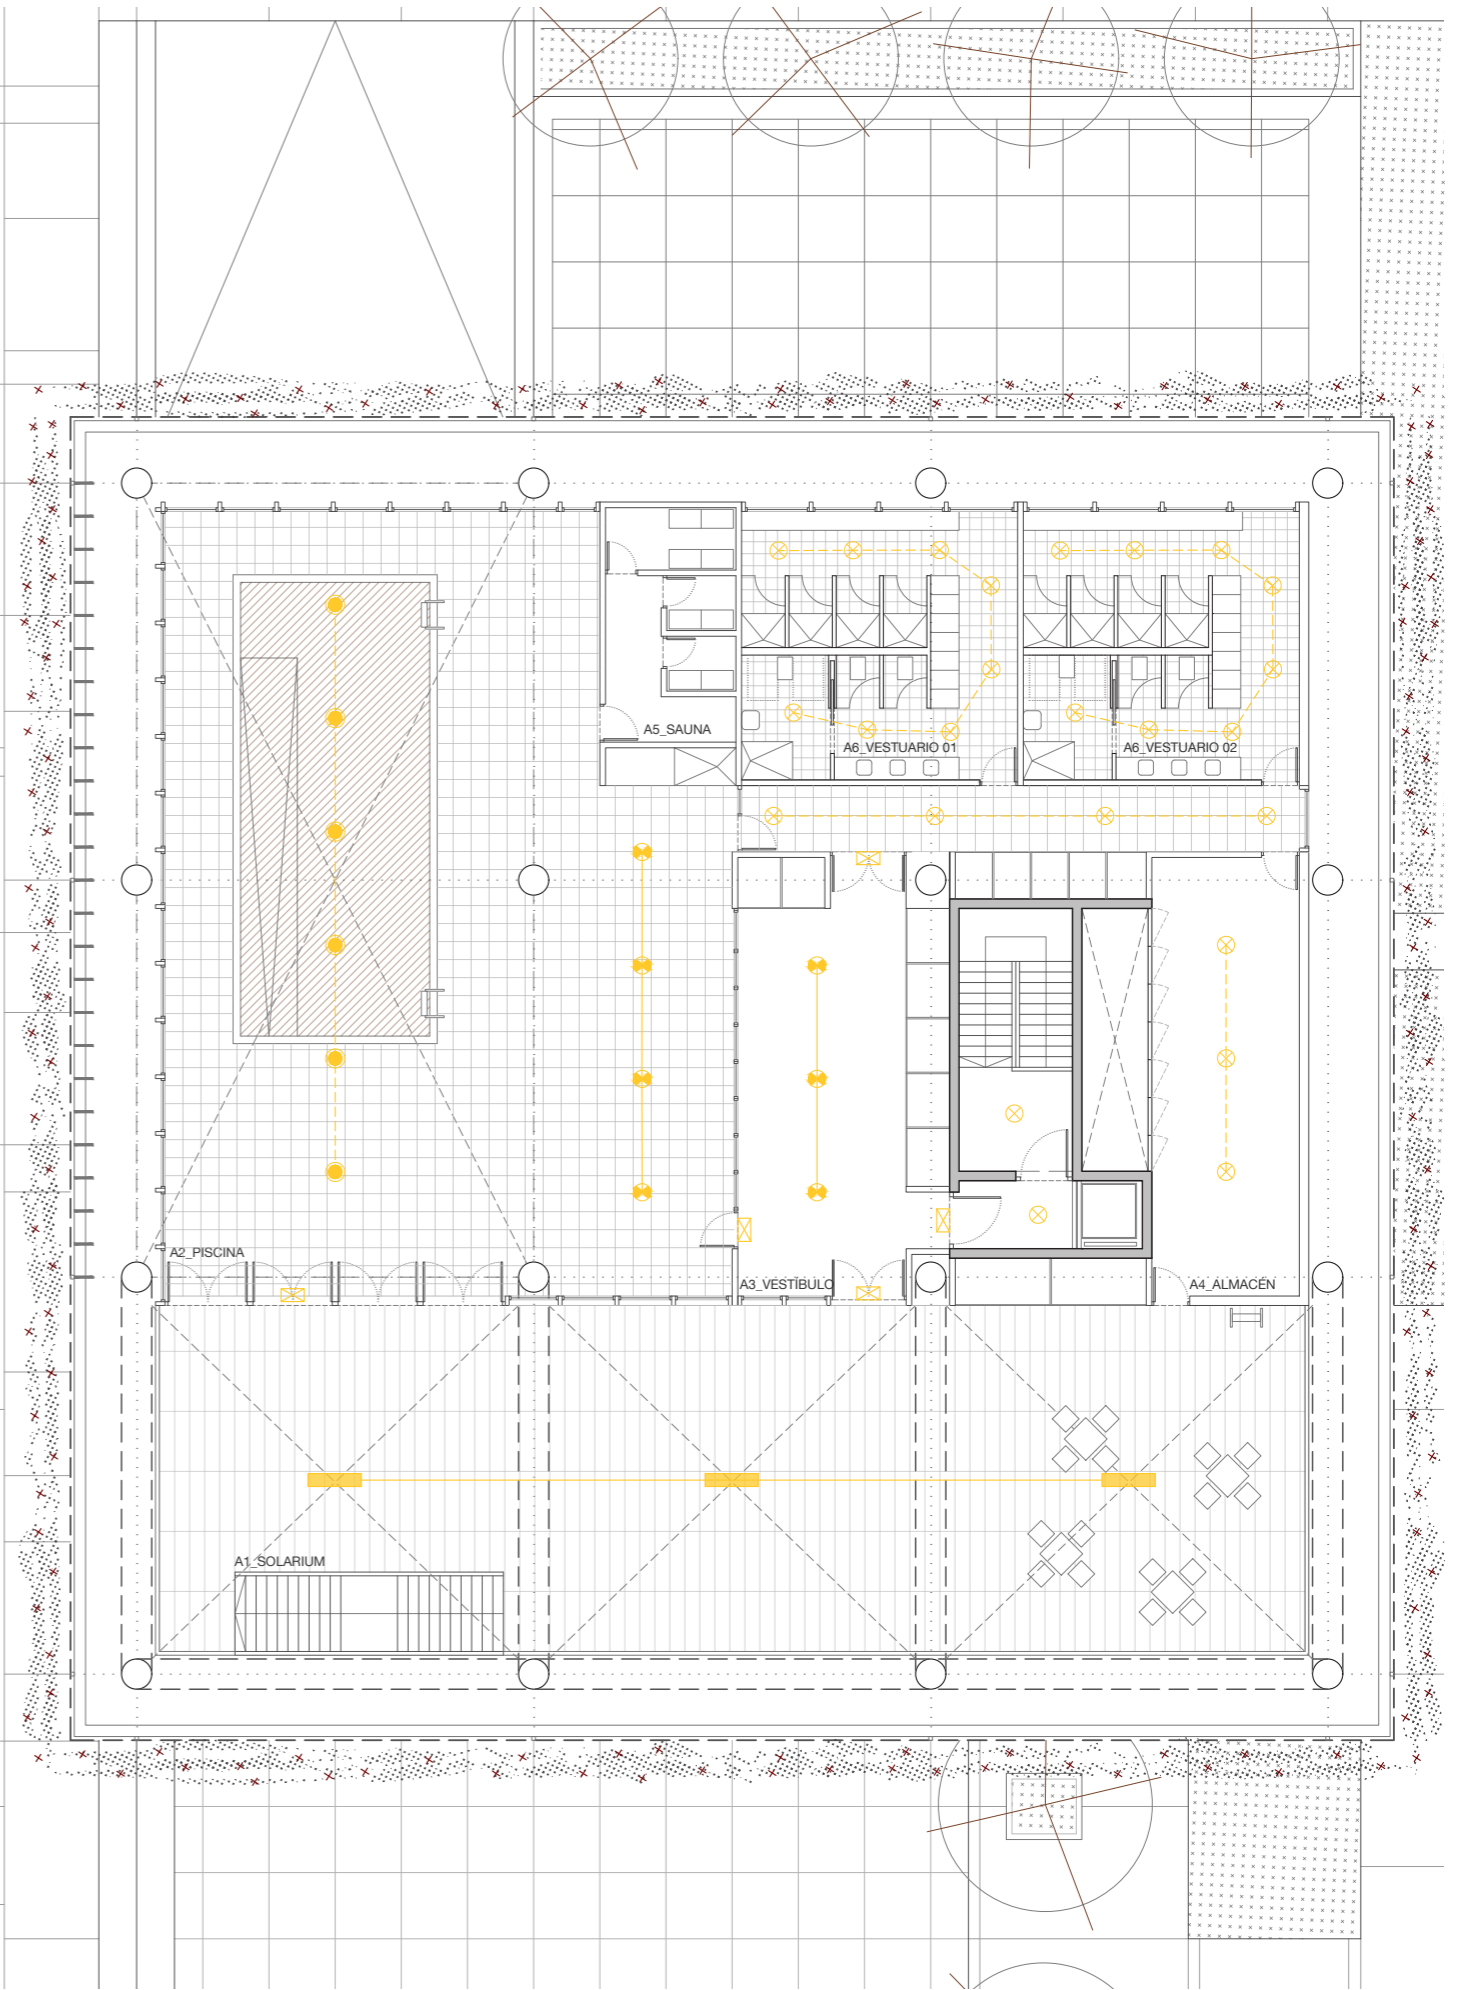 A5_SAUNA
A6_VESTUARIO 01
A6_VESTUARIO 02
A2_PISCINA
A3_VESTÍBULO
A4_ALMACÉN
A1_SOLARIUM